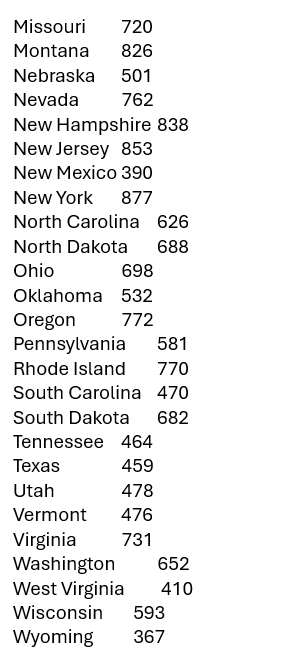 Missouri 720
Montana 826
Nebraska 501
Nevada 762
New Hampshire 838
New Jersey 853
New Mexico 390
New York 877
North Carolina 626
North Dakota 688
Ohio 698
Oklahoma 532
Oregon 772
Pennsylvania 581
Rhode Island 770
South Carolina 470
South Dakota 682
Tennessee 464
Texas 459
Utah 478
Vermont 476
Virginia 731
Washington 652
West Virginia 410
Wisconsin 593
Wyoming 367